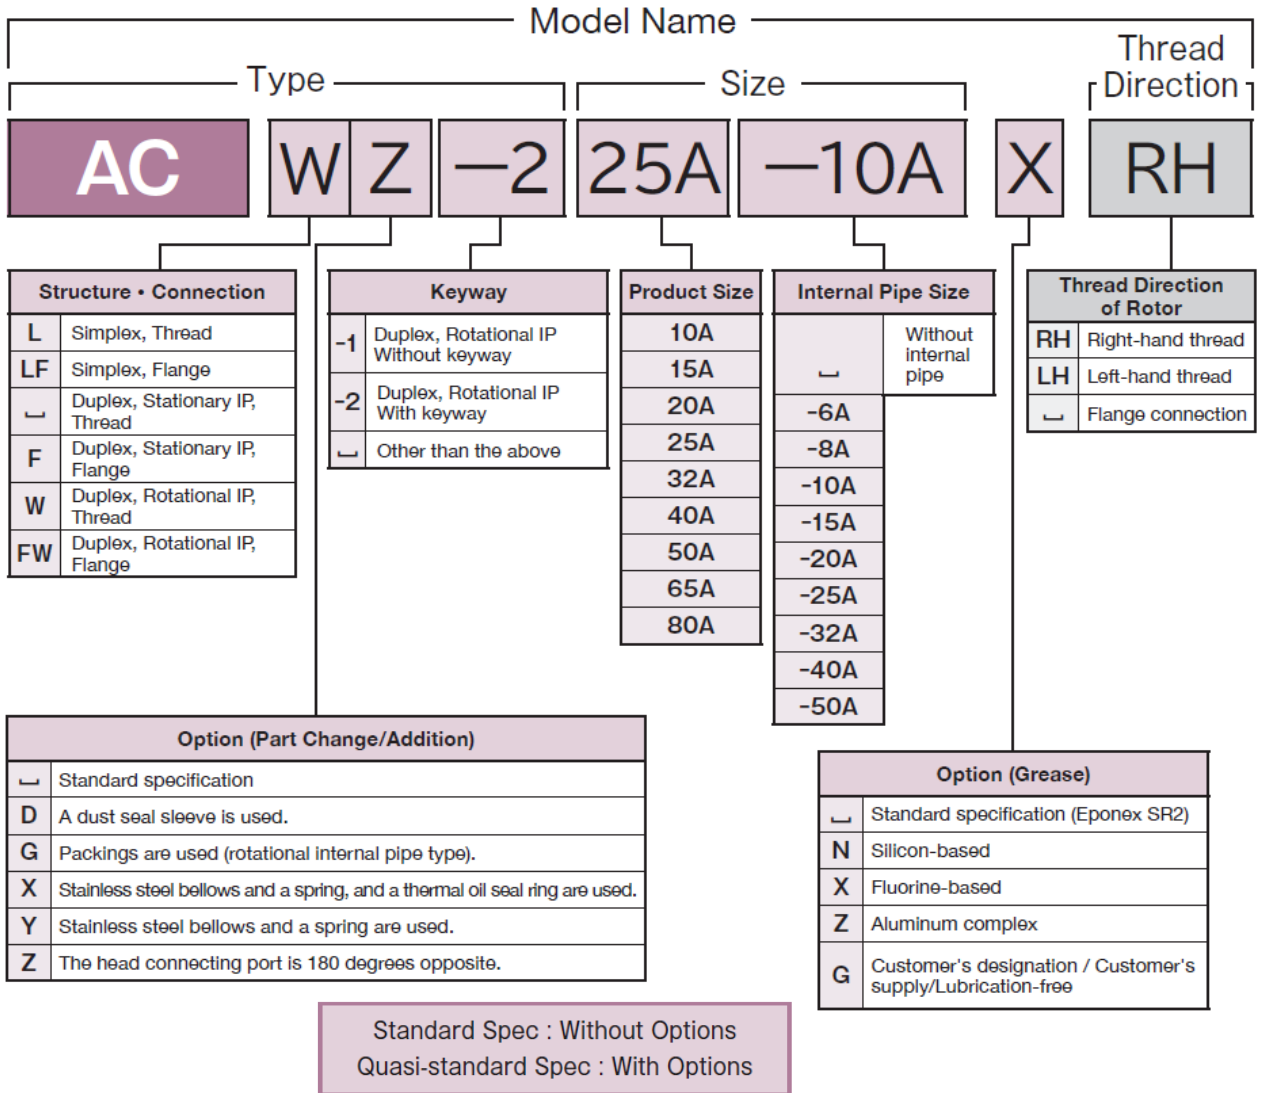 Model Name
Type
Size
Thread
Direction
AC
W
Z
-2
25A
-10A
X
RH
Structure • Connection
L Simplex, Thread
LF Simplex, Flange
⎵ Duplex, Stationary IP,
Thread
F Duplex, Stationary IP,
Flange
W Duplex, Rotational IP,
Thread
FW Duplex, Rotational IP,
Flange
Keyway
-1 Duplex, Rotational IP
Without keyway
-2 Duplex, Rotational IP
With keyway
⎵ Other than the above
Product Size
10A
15A
20A
25A
32A
40A
50A
65A
80A
Internal Pipe Size
⎵ Without
internal
pipe
-6A
-8A
-10A
-15A
-20A
-25A
-32A
-40A
-50A
Thread Direction
of Rotor
RH Right-hand thread
LH Left-hand thread
⎵ Flange connection
Option (Part Change/Addition)
⎵ Standard specification
D A dust seal sleeve is used.
G Packings are used (rotational internal pipe type).
X Stainless steel bellows and a spring, and a thermal oil seal ring are used.
Y Stainless steel bellows and a spring are used.
Z The head connecting port is 180 degrees opposite.
Option (Grease)
⎵ Standard specification (Eponex SR2)
N Silicon-based
X Fluorine-based
Z Aluminum complex
G Customer's designation / Customer's
supply/Lubrication-free
Standard Spec : Without Options
Quasi-standard Spec : With Options